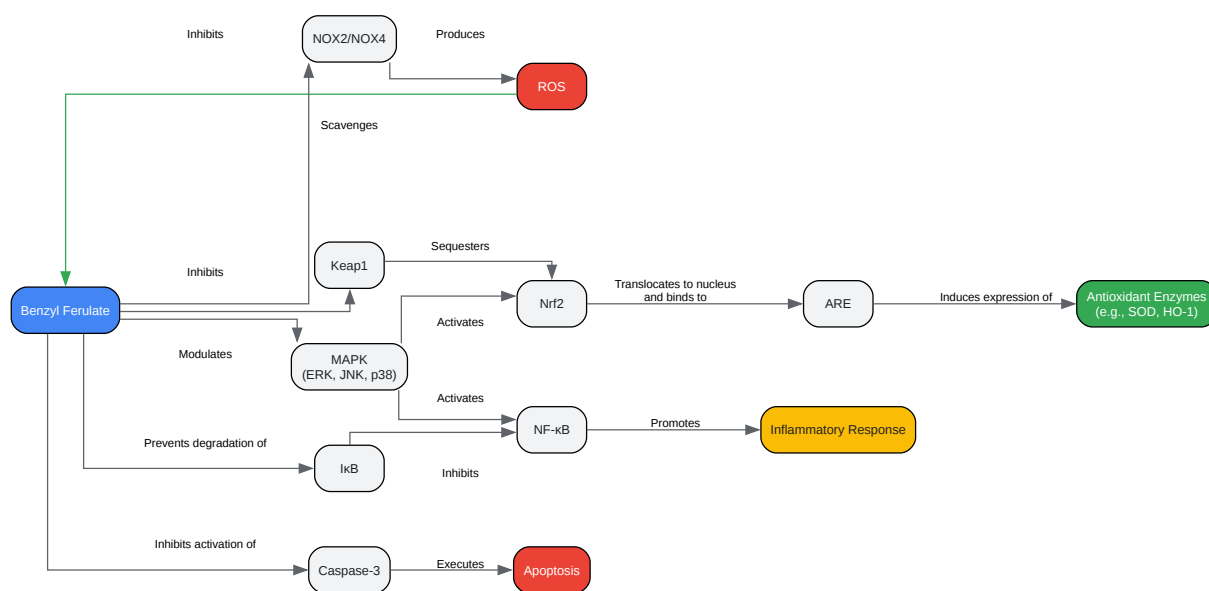 Inhibits
NOX2/NOX4
Produces
ROS
Scavenges
Keap1
Sequesters
Inhibits
Benzyl Ferulate
Nrf2
Translocates to nucleus
and binds to
ARE
Induces expression of
Antioxidant Enzymes
(e.g., SOD, HO-1)
Activates
Modulates
MAPK
(ERK, JNK, p38)
Activates
NF-κB
Promotes
Inflammatory Response
Prevents degradation of
IκB
Inhibits
Inhibits activation of
Caspase-3
Executes
Apoptosis